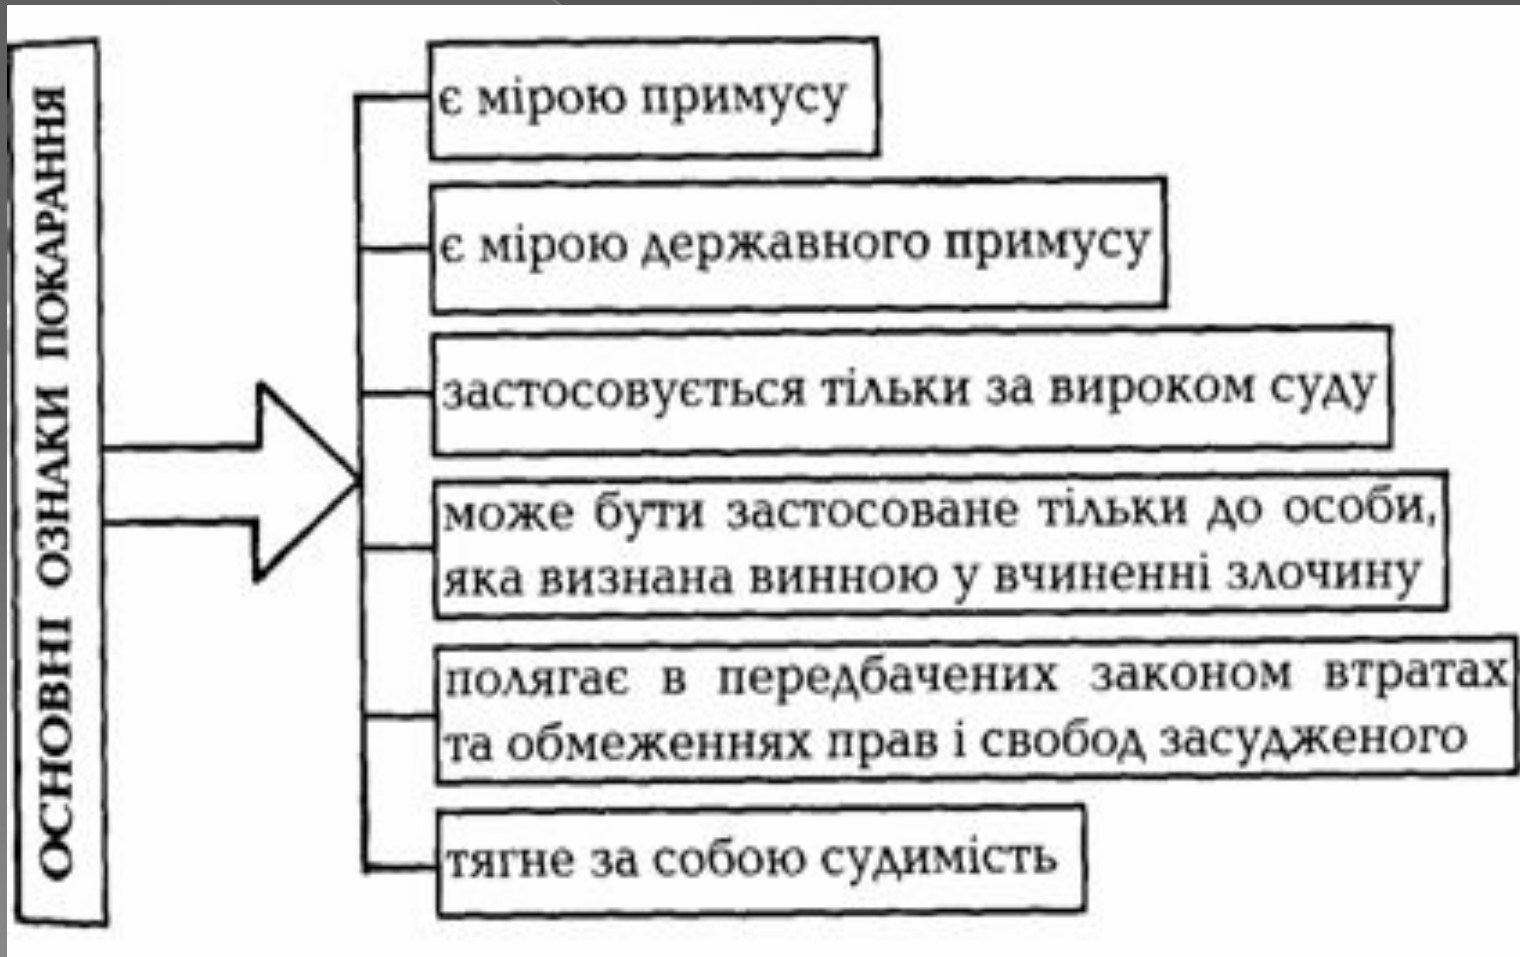 ОСНОВНІ ОЗНАКИ ПОКАРАННЯ
є мірою примусу
є мірою державного примусу
застосовується тільки за вироком суду
може бути застосоване тільки до особи,
яка визнана винною у вчиненні злочину
полягає в передбачених законом втратах
та обмеженнях прав і свобод засудженого
тягне за собою судимість